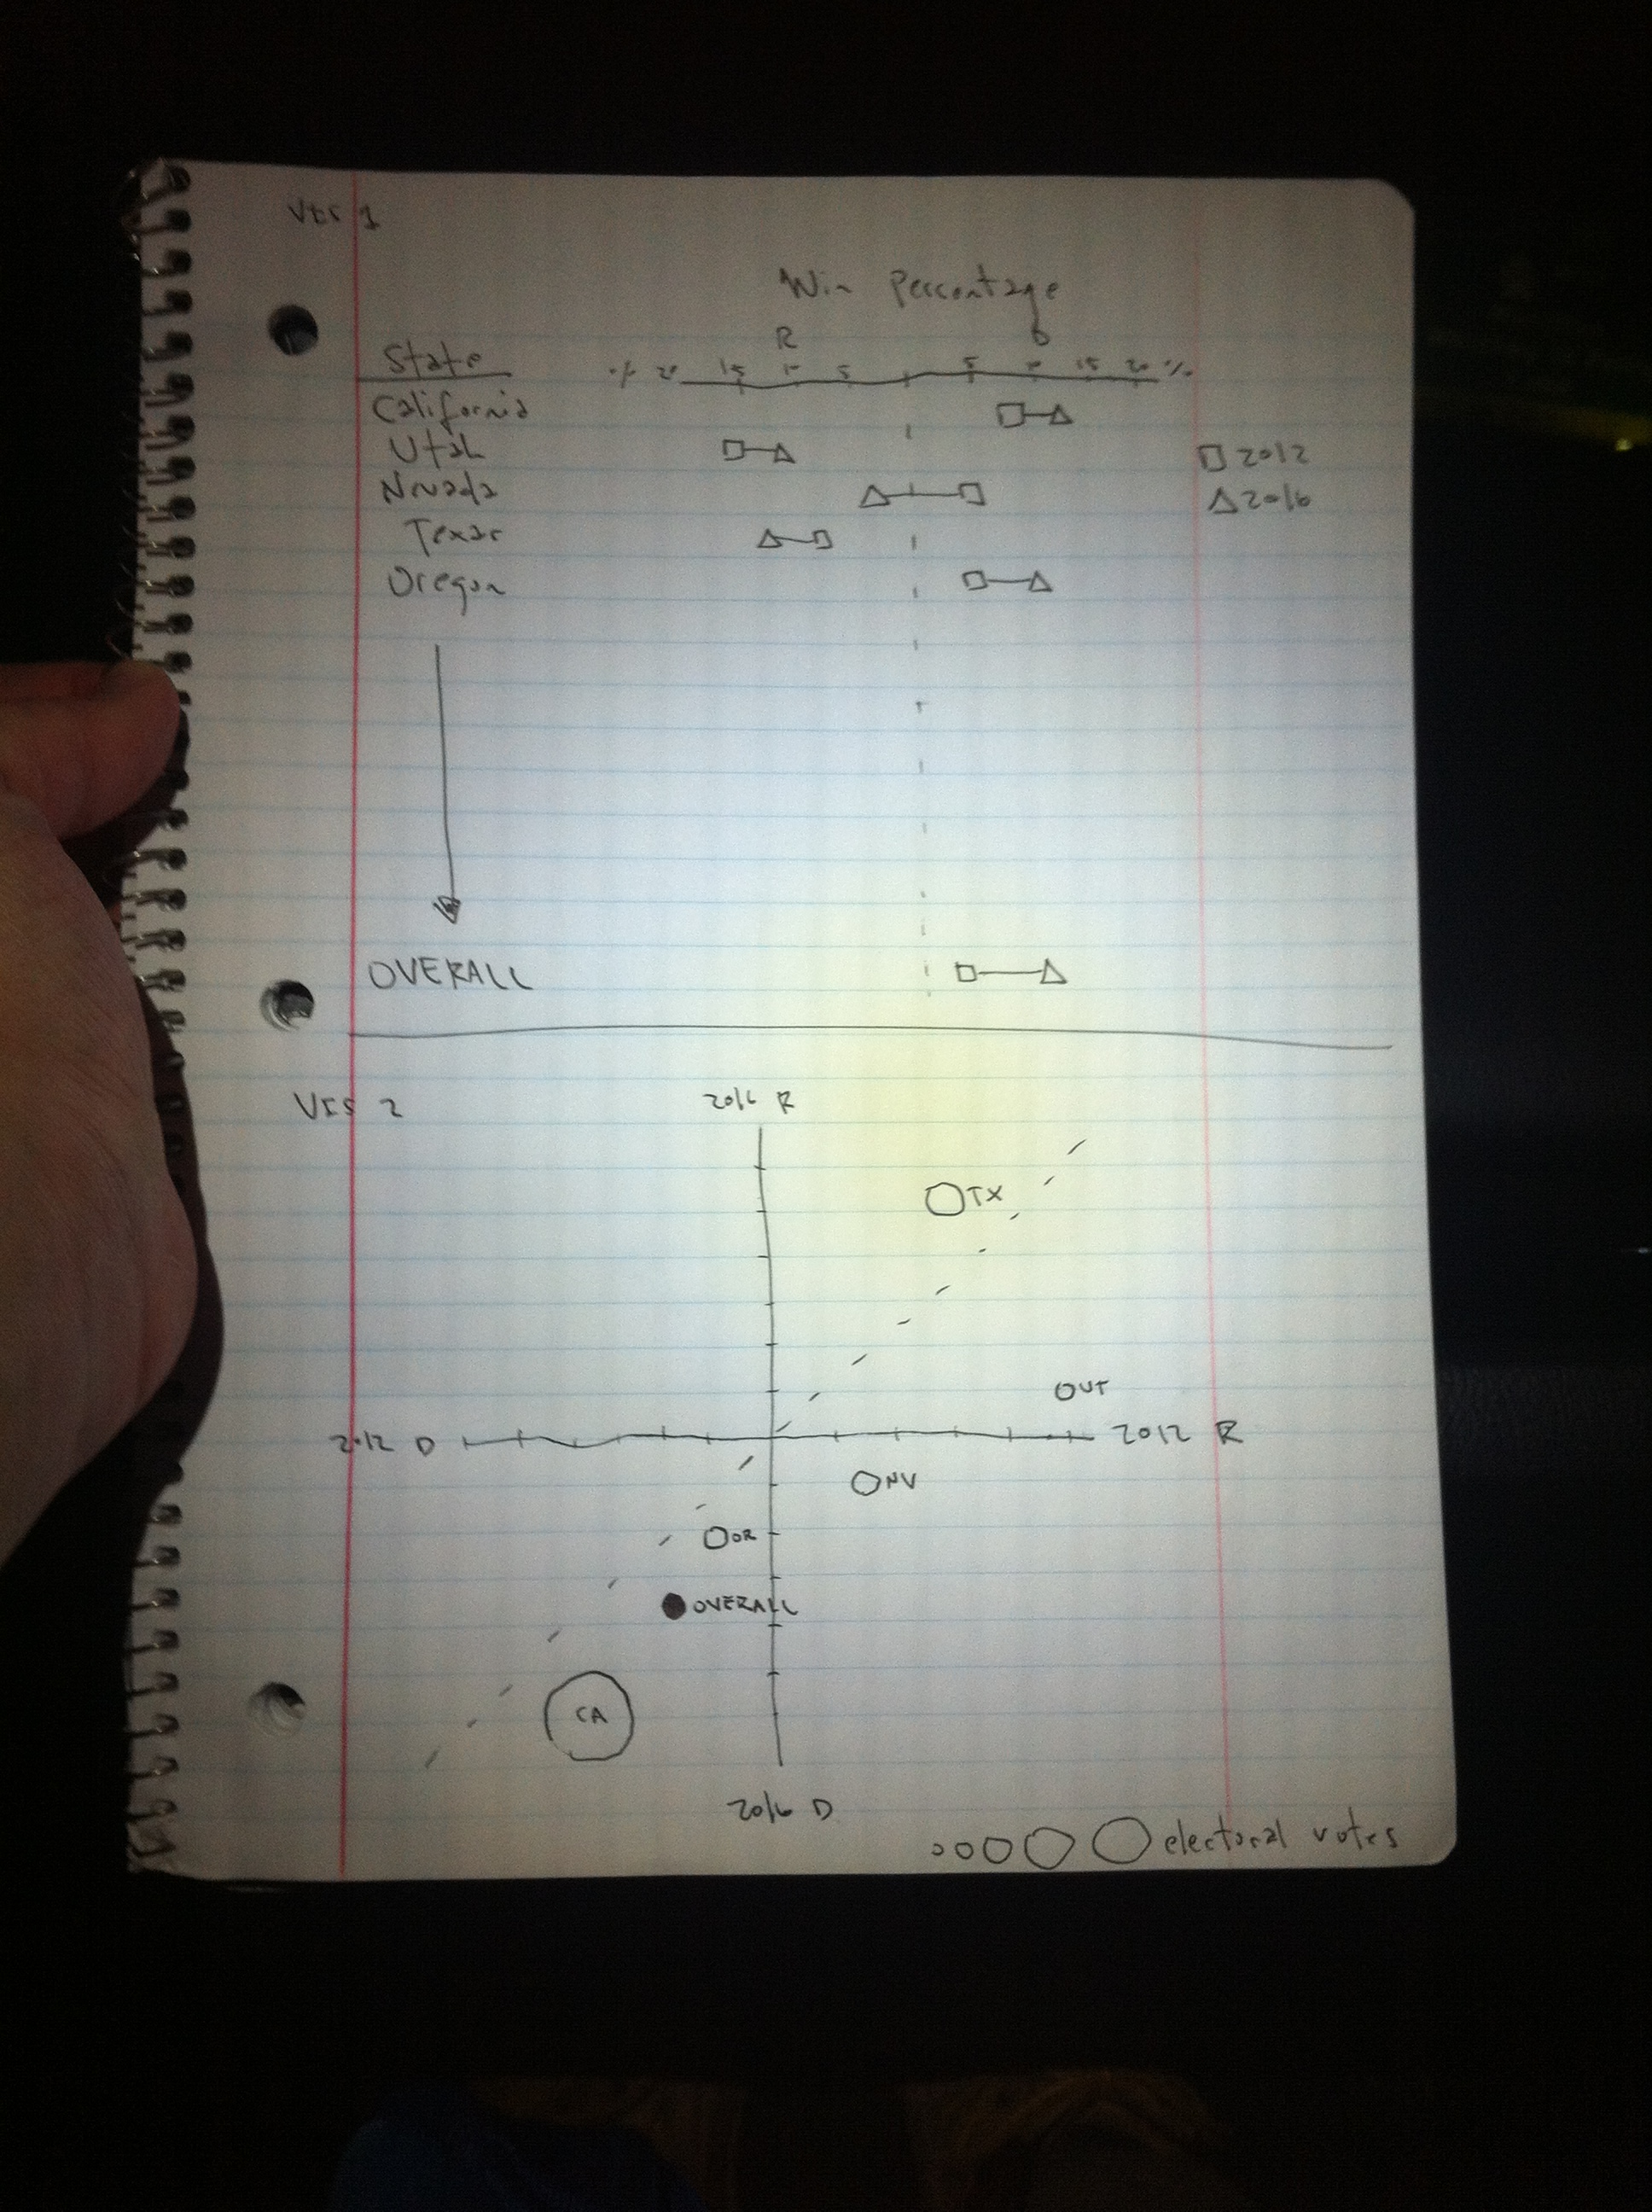 VIS 1
Win Percentage
R D
State
% 20 15 10 5 5 10 15 20 %
California
Utah
□ 2012
Nevada
△ 2016
Texas
Oregon
OVERALL
VIS 2
2016 R
TX
UT
2012 D
2012 R
NV
OR
OVERALL
CA
2016 D
electoral votes